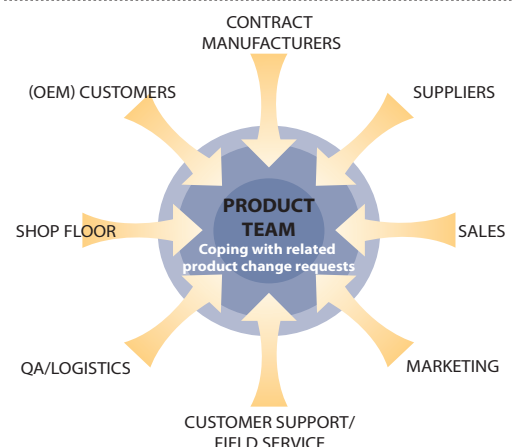 CONTRACT
MANUFACTURERS
(OEM) CUSTOMERS
SUPPLIERS
PRODUCT
TEAM
Coping with related
product change requests
SHOP FLOOR
SALES
QA/LOGISTICS
MARKETING
CUSTOMER SUPPORT/
FIELD SERVICE